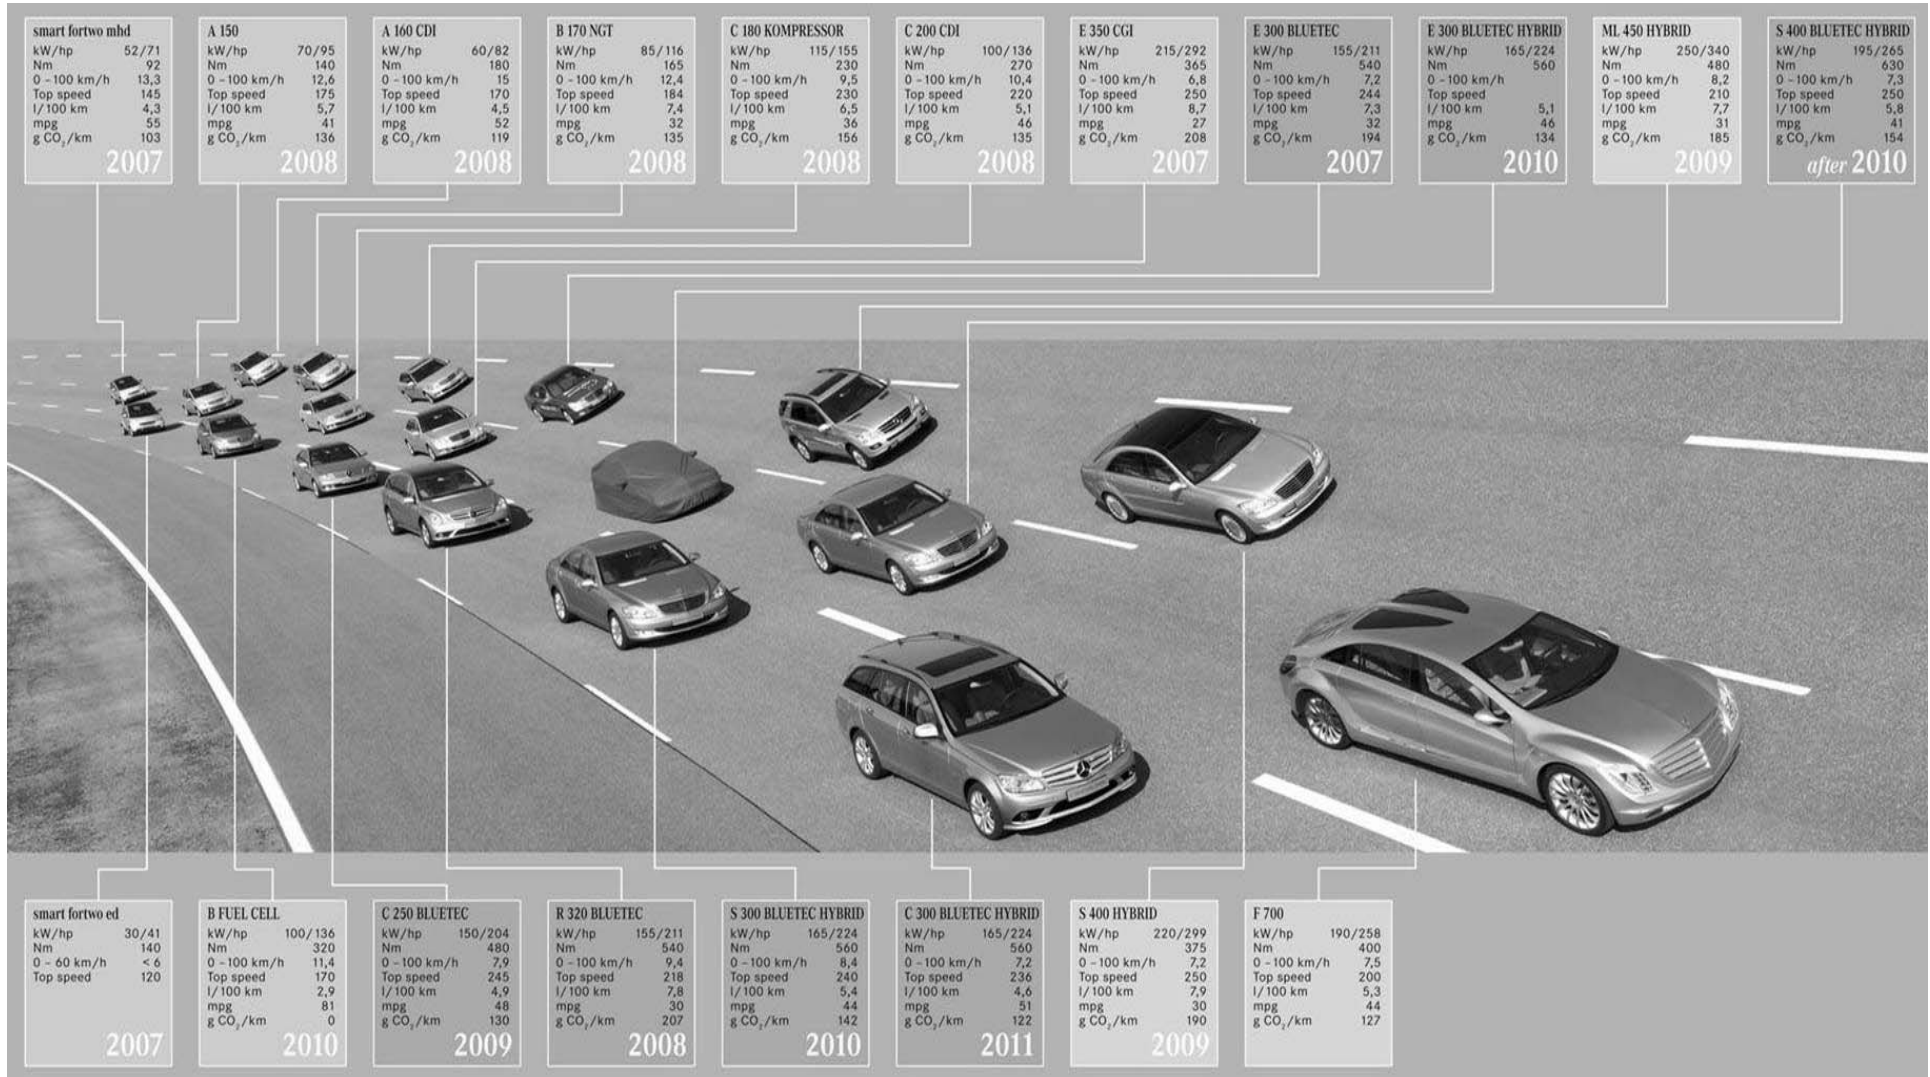 smart fortwo mhd
kW/hp 52/71
Nm 92
0 – 100 km/h 13,3
Top speed 145
l/100 km 4,3
mpg 55
g CO₂/km 103
2007
A 150
kW/hp 70/95
Nm 140
0 – 100 km/h 12,6
Top speed 175
l/100 km 5,7
mpg 41
g CO₂/km 136
2008
A 160 CDI
kW/hp 60/82
Nm 180
0 – 100 km/h 15
Top speed 170
l/100 km 4,5
mpg 52
g CO₂/km 119
2008
B 170 NGT
kW/hp 85/116
Nm 165
0 – 100 km/h 12,4
Top speed 184
l/100 km 7,4
mpg 32
g CO₂/km 135
2008
C 180 KOMPRESSOR
kW/hp 115/155
Nm 230
0 – 100 km/h 9,5
Top speed 230
l/100 km 6,5
mpg 36
g CO₂/km 156
2008
C 200 CDI
kW/hp 100/136
Nm 270
0 – 100 km/h 10,4
Top speed 220
l/100 km 5,1
mpg 46
g CO₂/km 135
2008
E 350 CGI
kW/hp 215/292
Nm 365
0 – 100 km/h 6,8
Top speed 250
l/100 km 8,7
mpg 27
g CO₂/km 208
2007
E 300 BLUETEC
kW/hp 155/211
Nm 540
0 – 100 km/h 7,2
Top speed 244
l/100 km 7,3
mpg 32
g CO₂/km 194
2007
E 300 BLUETEC HYBRID
kW/hp 165/224
Nm 560
0 – 100 km/h
Top speed
l/100 km 5,1
mpg 46
g CO₂/km 134
2010
ML 450 HYBRID
kW/hp 250/340
Nm 480
0 – 100 km/h 8,2
Top speed 210
l/100 km 7,7
mpg 31
g CO₂/km 185
2009
S 400 BLUETEC HYBRID
kW/hp 195/265
Nm 630
0 – 100 km/h 7,3
Top speed 250
l/100 km 5,8
mpg 41
g CO₂/km 154
after 2010
smart fortwo ed
kW/hp 30/41
Nm 140
0 – 60 km/h < 6
Top speed 120
2007
B FUEL CELL
kW/hp 100/136
Nm 320
0 – 100 km/h 11,4
Top speed 170
l/100 km 2,9
mpg 81
g CO₂/km 0
2010
C 250 BLUETEC
kW/hp 150/204
Nm 480
0 – 100 km/h 7,9
Top speed 245
l/100 km 4,9
mpg 48
g CO₂/km 130
2009
R 320 BLUETEC
kW/hp 155/211
Nm 540
0 – 100 km/h 9,4
Top speed 218
l/100 km 7,8
mpg 30
g CO₂/km 207
2008
S 300 BLUETEC HYBRID
kW/hp 165/224
Nm 560
0 – 100 km/h 8,4
Top speed 240
l/100 km 5,4
mpg 44
g CO₂/km 142
2010
C 300 BLUETEC HYBRID
kW/hp 165/224
Nm 560
0 – 100 km/h 7,2
Top speed 236
l/100 km 4,6
mpg 51
g CO₂/km 122
2011
S 400 HYBRID
kW/hp 220/299
Nm 375
0 – 100 km/h 7,2
Top speed 250
l/100 km 7,9
mpg 30
g CO₂/km 190
2009
F 700
kW/hp 190/258
Nm 400
0 – 100 km/h 7,5
Top speed 200
l/100 km 5,3
mpg 44
g CO₂/km 127